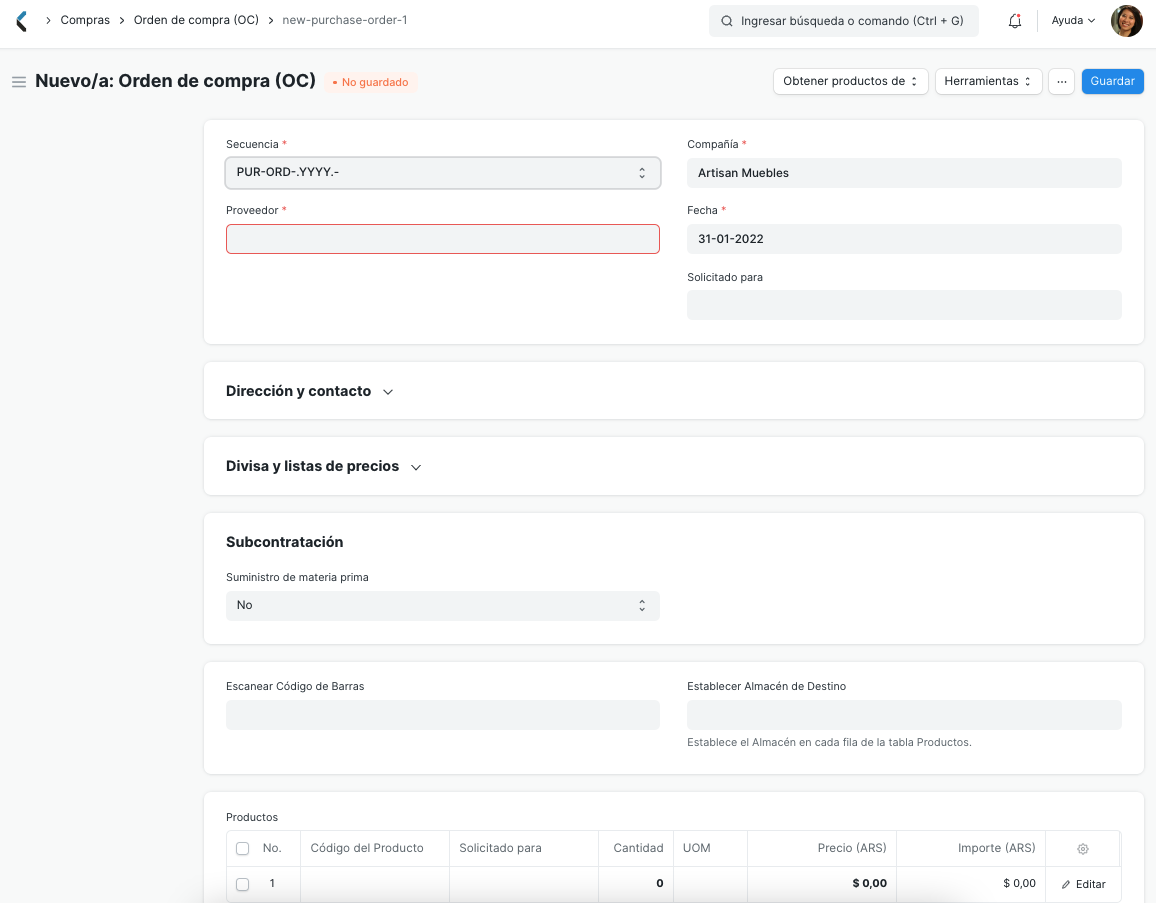 Compras
Orden de compra (OC)
new-purchase-order-1
Ingresar búsqueda o comando (Ctrl + G)
Ayuda
Nuevo/a: Orden de compra (OC)
No guardado
Obtener productos de
Herramientas
...
Guardar
Secuencia *
PUR-ORD-.YYYY.-
Compañía *
Artisan Muebles
Proveedor *
Fecha *
31-01-2022
Solicitado para
Dirección y contacto
Divisa y listas de precios
Subcontratación
Suministro de materia prima
No
Escanear Código de Barras
Establecer Almacén de Destino
Establece el Almacén en cada fila de la tabla Productos.
Productos
No. Código del Producto Solicitado para Cantidad UOM Precio (ARS) Importe (ARS)
1 0 $ 0,00 $ 0,00 Editar